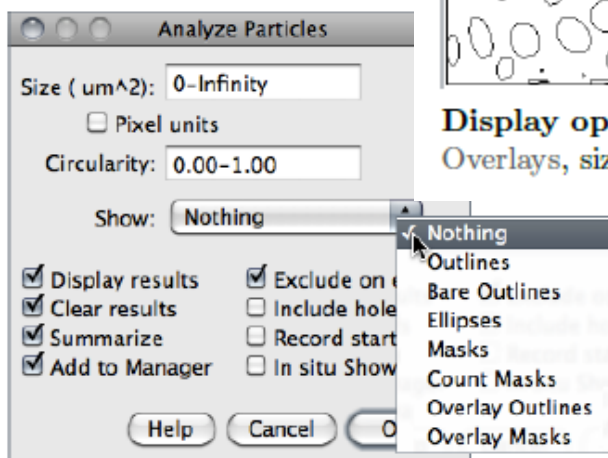 Analyze Particles
Size ( um^2): 0-Infinity
Pixel units
Circularity: 0.00-1.00
Show: Nothing
Display results
Clear results
Summarize
Add to Manager
Exclude on
Include hole
Record start
In situ Show
Help
Cancel
Nothing
Outlines
Bare Outlines
Ellipses
Masks
Count Masks
Overlay Outlines
Overlay Masks
Display op
Overlays, siz